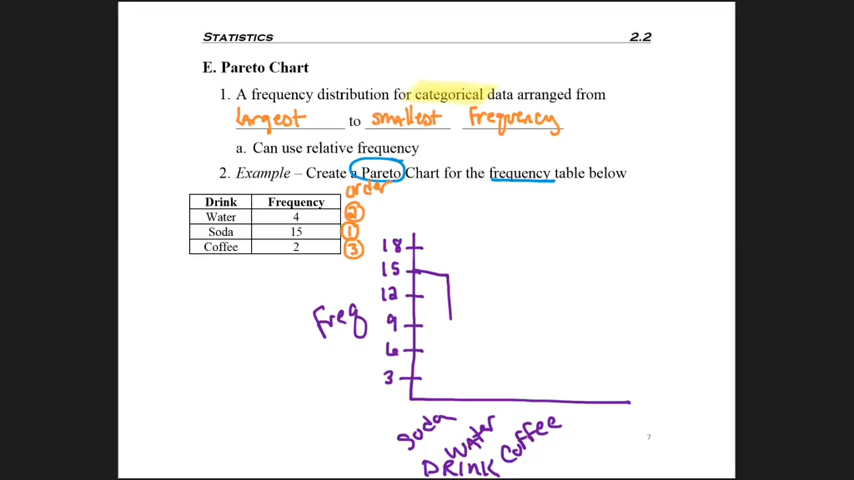 STATISTICS 2.2
E. Pareto Chart
1. A frequency distribution for categorical data arranged from
largest to smallest Frequency
a. Can use relative frequency
2. Example – Create a Pareto Chart for the frequency table below
order
Drink Frequency
Water 4 2
Soda 15 1
Coffee 2 3
18
15
12
Freq 9
6
3
Soda Water Coffee
DRINK
7